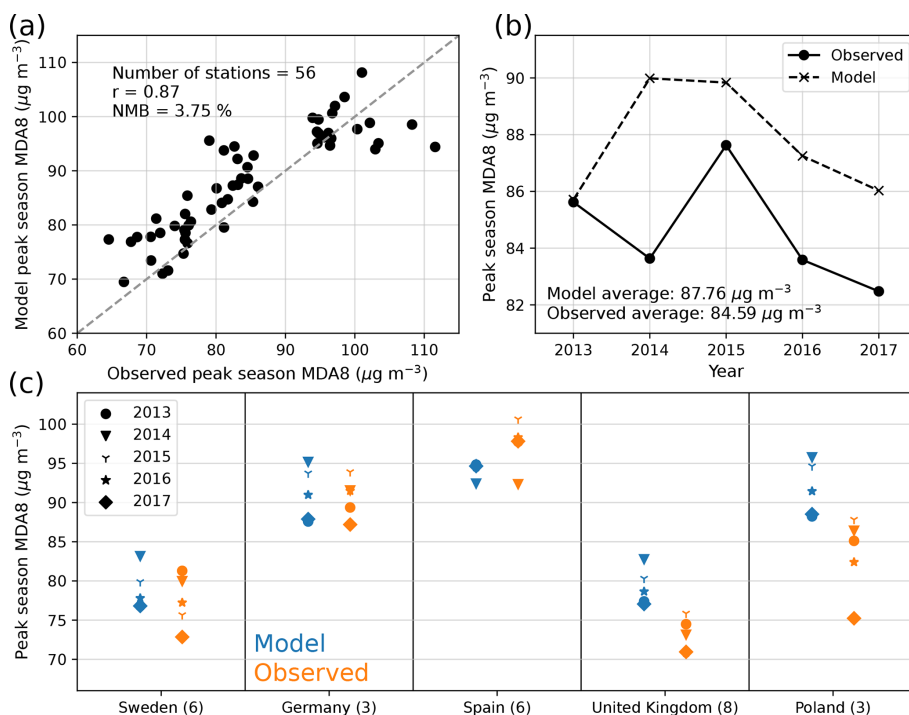 (a)
Model peak season MDA8 (μg m⁻³)
110
100
90
80
70
60
Number of stations = 56
r = 0.87
NMB = 3.75 %
60 70 80 90 100 110
Observed peak season MDA8 (μg m⁻³)
(b)
Peak season MDA8 (μg m⁻³)
90
88
86
84
82
Observed
Model
Model average: 87.76 μg m⁻³
Observed average: 84.59 μg m⁻³
2013 2014 2015 2016 2017
Year
(c)
Peak season MDA8 (μg m⁻³)
100
95
90
85
80
75
70
2013
2014
2015
2016
2017
Model
Observed
Sweden (6) Germany (3) Spain (6) United Kingdom (8) Poland (3)